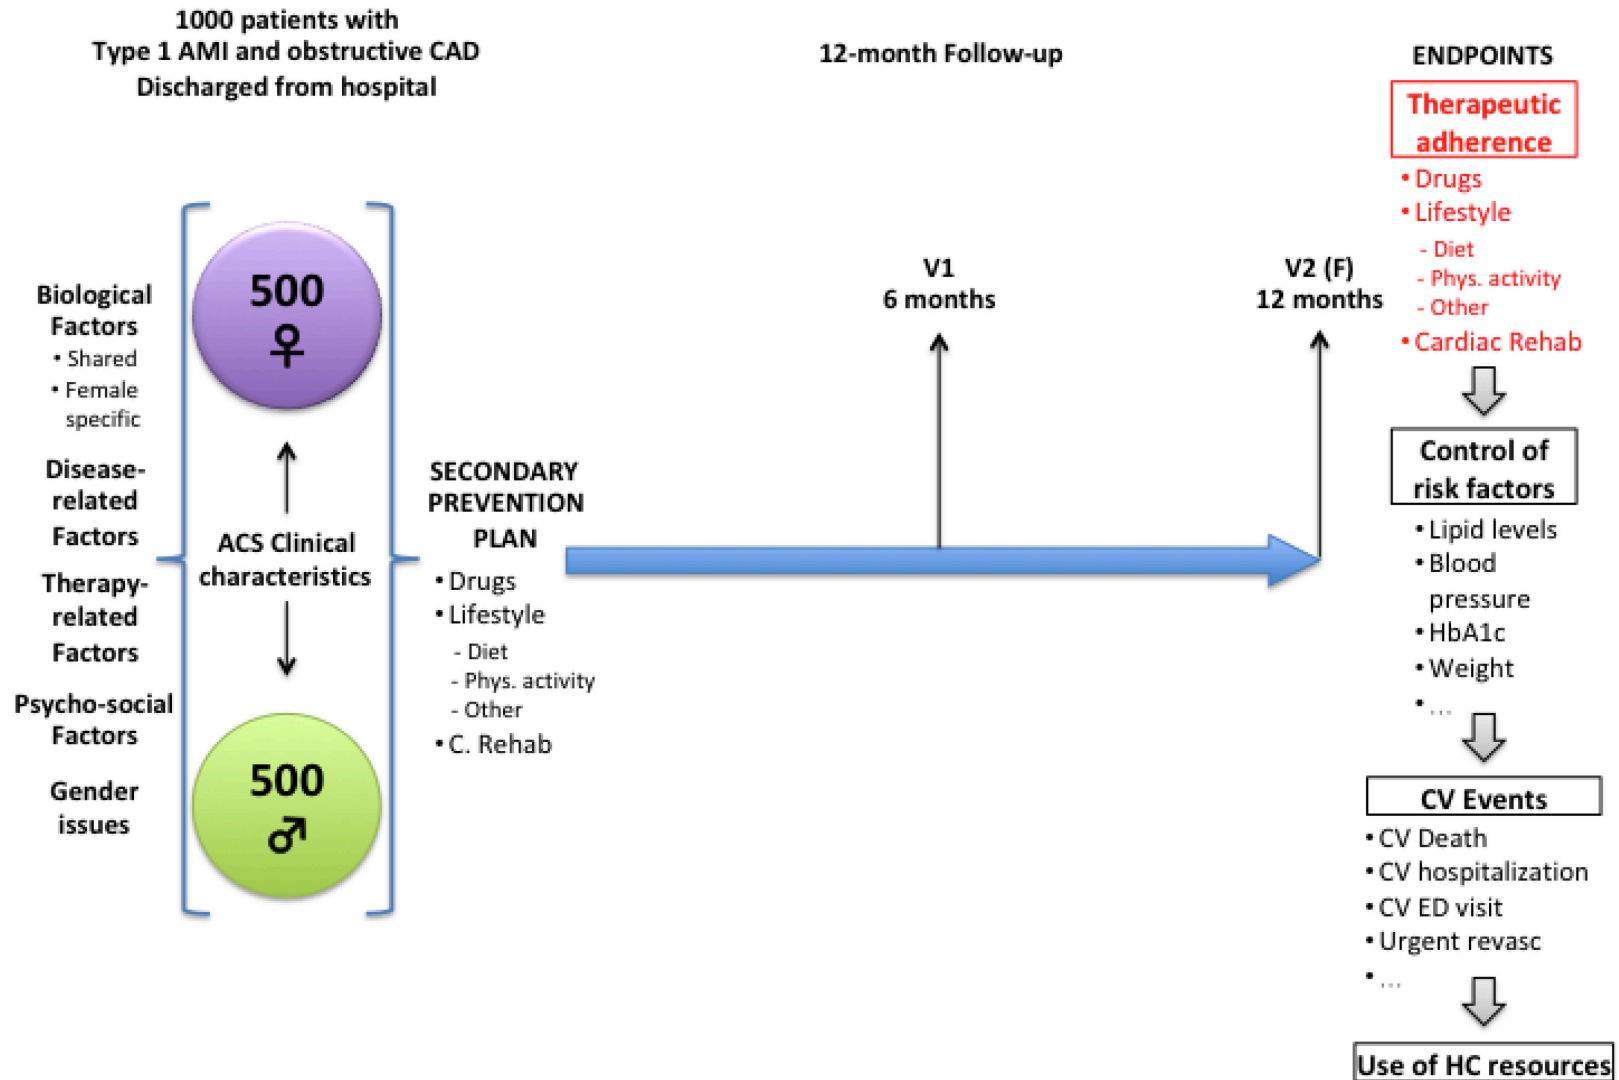 1000 patients with
Type 1 AMI and obstructive CAD
Discharged from hospital
12-month Follow-up
ENDPOINTS
Biological
Factors
• Shared
• Female
specific
Disease-
related
Factors
Therapy-
related
Factors
Psycho-social
Factors
Gender
issues
500
♀
ACS Clinical
characteristics
500
♂
SECONDARY
PREVENTION
PLAN
• Drugs
• Lifestyle
- Diet
- Phys. activity
- Other
• C. Rehab
V1
6 months
V2 (F)
12 months
Therapeutic
adherence
• Drugs
• Lifestyle
- Diet
- Phys. activity
- Other
• Cardiac Rehab
Control of
risk factors
• Lipid levels
• Blood
pressure
• HbA1c
• Weight
• ...
CV Events
• CV Death
• CV hospitalization
• CV ED visit
• Urgent revasc
• ...
Use of HC resources